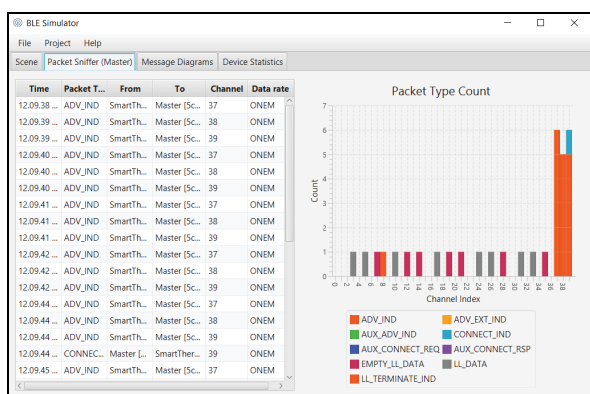 BLE Simulator
File Project Help
Scene Packet Sniffer (Master) Message Diagrams Device Statistics
Time Packet T... From To Channel Data rate
12.09.38 ... ADV_IND SmartTh... Master [5c... 37 ONEM
12.09.39 ... ADV_IND SmartTh... Master [5c... 38 ONEM
12.09.39 ... ADV_IND SmartTh... Master [5c... 39 ONEM
12.09.40 ... ADV_IND SmartTh... Master [5c... 37 ONEM
12.09.40 ... ADV_IND SmartTh... Master [5c... 38 ONEM
12.09.40 ... ADV_IND SmartTh... Master [5c... 39 ONEM
12.09.41 ... ADV_IND SmartTh... Master [5c... 37 ONEM
12.09.41 ... ADV_IND SmartTh... Master [5c... 38 ONEM
12.09.41 ... ADV_IND SmartTh... Master [5c... 39 ONEM
12.09.42 ... ADV_IND SmartTh... Master [5c... 37 ONEM
12.09.42 ... ADV_IND SmartTh... Master [5c... 38 ONEM
12.09.42 ... ADV_IND SmartTh... Master [5c... 39 ONEM
12.09.44 ... ADV_IND SmartTh... Master [5c... 37 ONEM
12.09.44 ... ADV_IND SmartTh... Master [5c... 38 ONEM
12.09.44 ... ADV_IND SmartTh... Master [5c... 39 ONEM
12.09.44 ... CONNEC... Master [... SmartTher... 39 ONEM
12.09.45 ... ADV_IND SmartTh... Master [5c... 37 ONEM
Packet Type Count
Count
7
6
5
4
3
2
1
0
0 2 4 6 8 10 12 14 16 18 20 22 24 26 28 30 32 34 36 38
Channel Index
ADV_IND ADV_EXT_IND
AUX_ADV_IND CONNECT_IND
AUX_CONNECT_REQ AUX_CONNECT_RSP
EMPTY_LL_DATA LL_DATA
LL_TERMINATE_IND